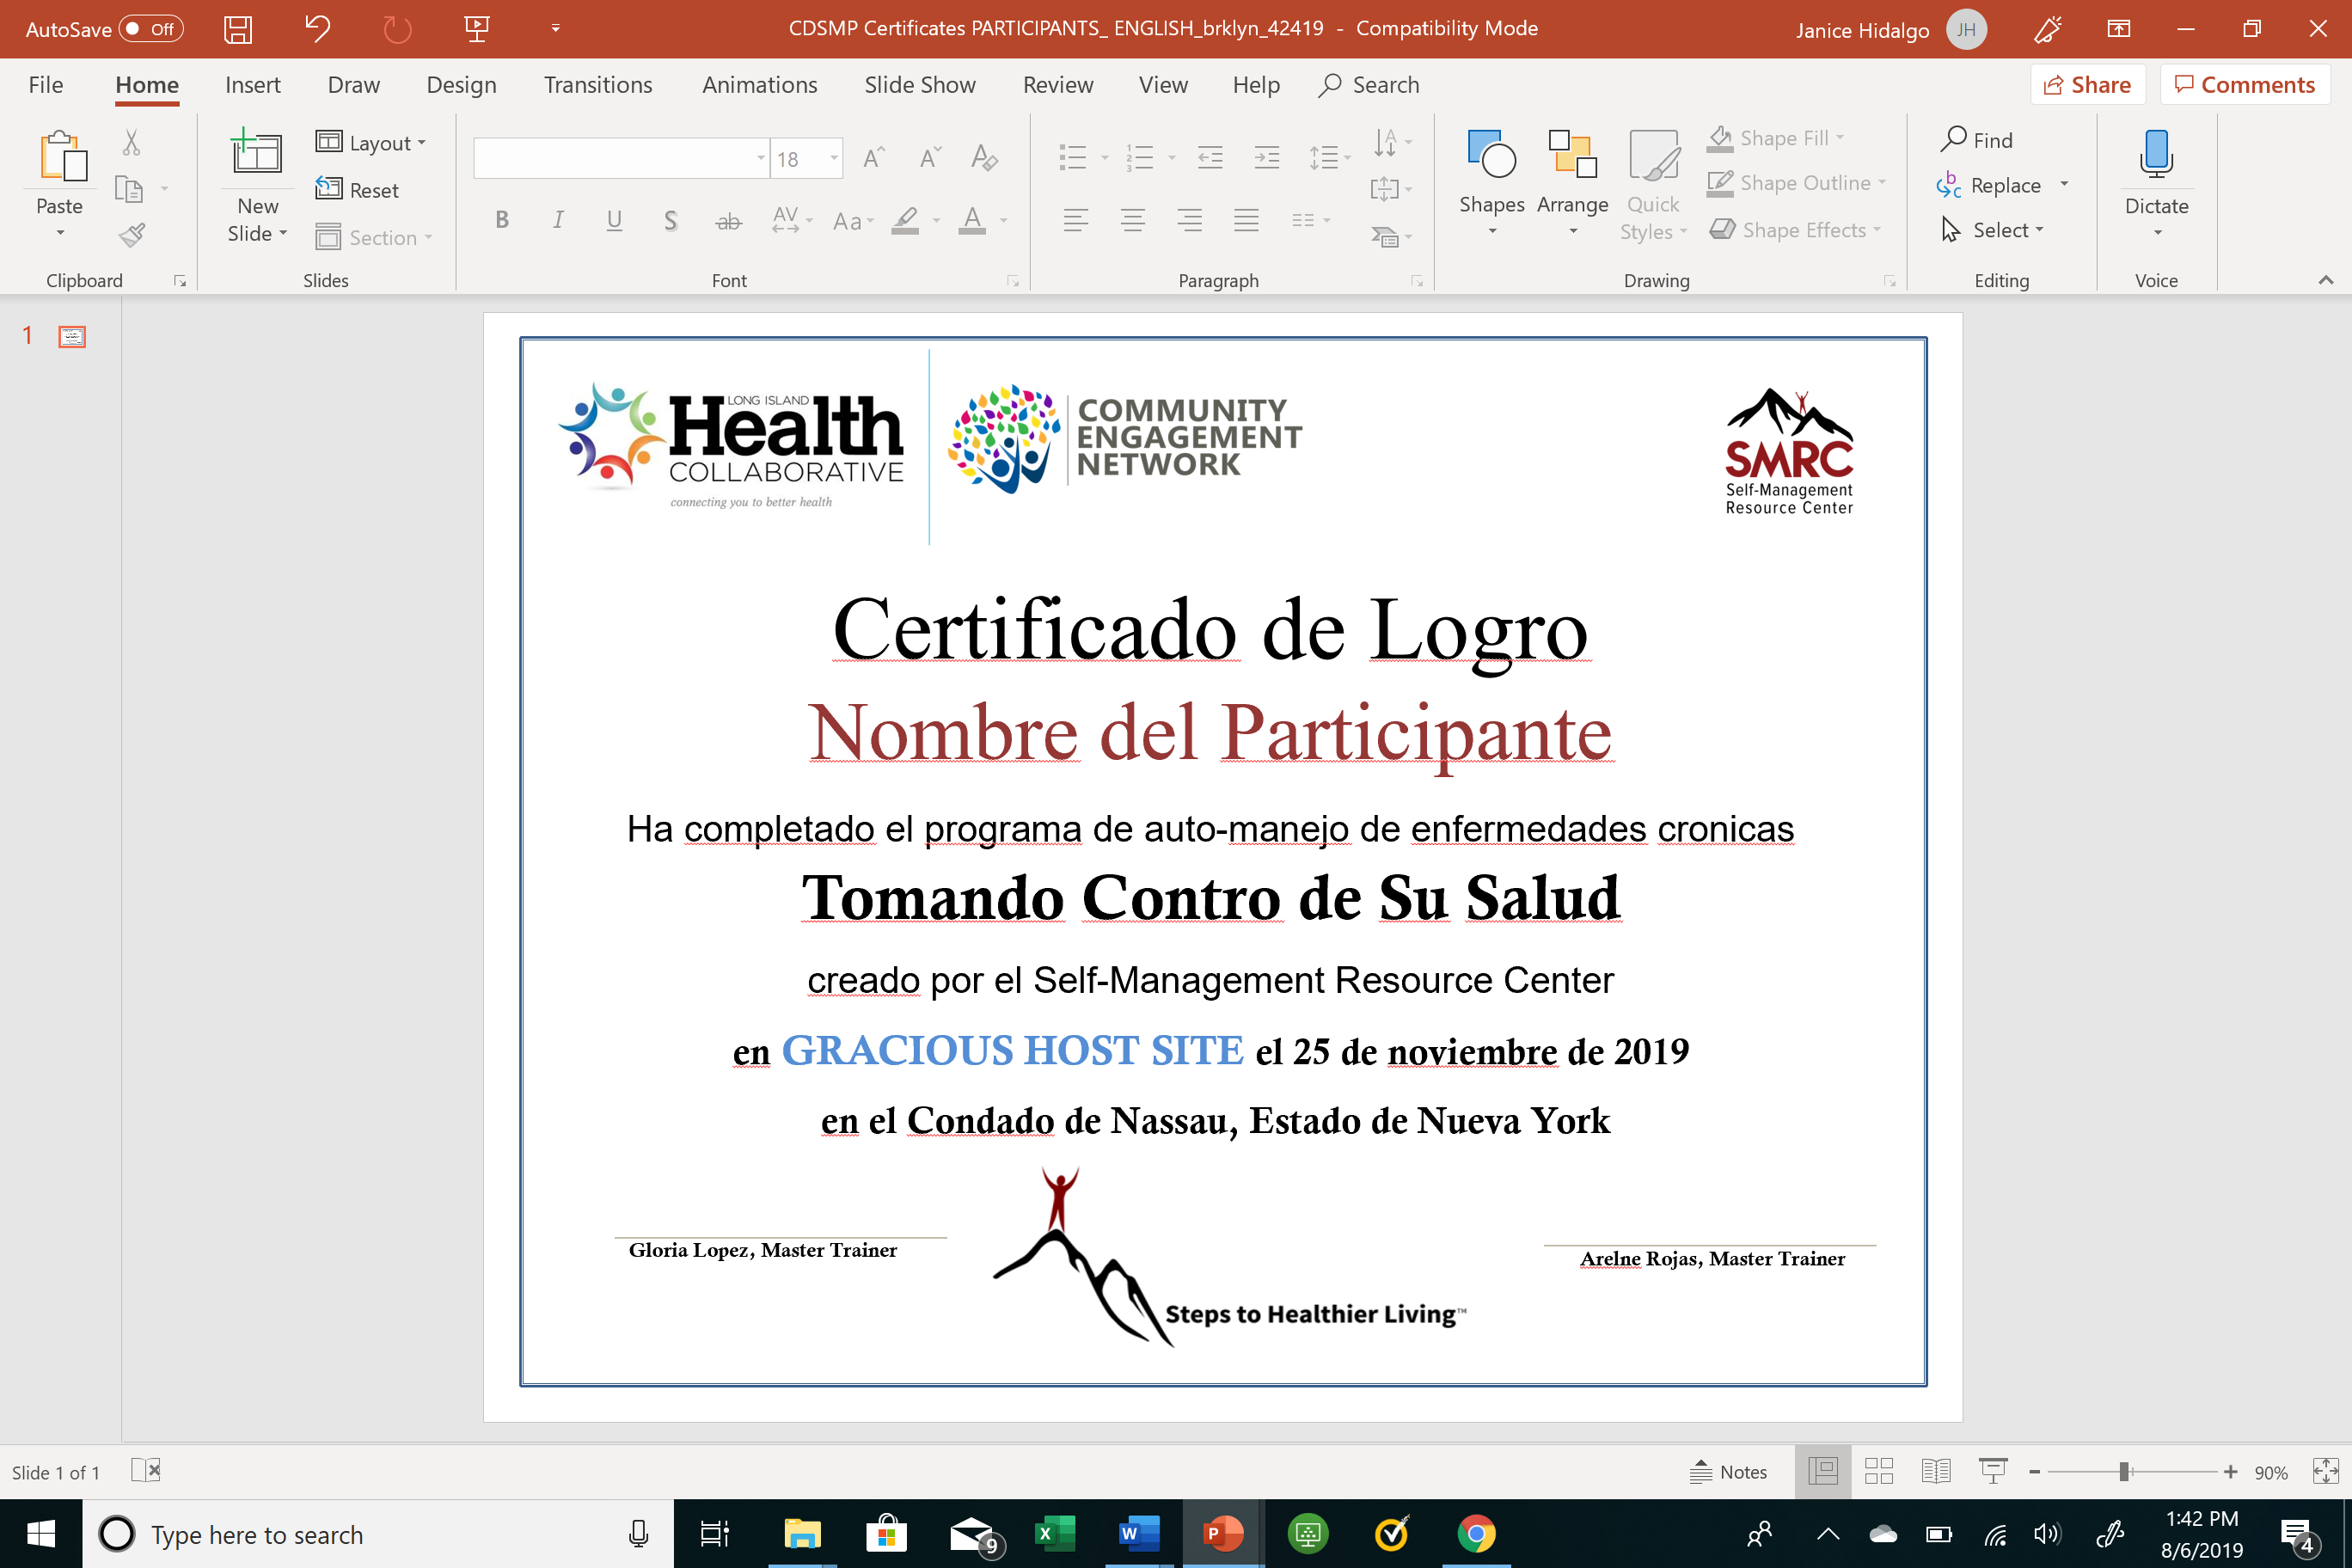 AutoSave Off
CDSMP Certificates PARTICIPANTS_ ENGLISH_brklyn_42419 - Compatibility Mode
Janice Hidalgo JH
File Home Insert Draw Design Transitions Animations Slide Show Review View Help Search Share Comments
Paste
Clipboard
New Slide
Layout
Reset
Section
Slides
18
A A A
B I U S ab AV Aa A
Font
Paragraph
Shapes
Arrange
Quick Styles
Shape Fill
Shape Outline
Shape Effects
Drawing
Find
Replace
Select
Editing
Dictate
Voice
1
LONG ISLAND
Health
COLLABORATIVE
connecting you to better health
COMMUNITY
ENGAGEMENT
NETWORK
SMRC
Self-Management
Resource Center
Certificado de Logro
Nombre del Participante
Ha completado el programa de auto-manejo de enfermedades cronicas
Tomando Contro de Su Salud
creado por el Self-Management Resource Center
en GRACIOUS HOST SITE el 25 de noviembre de 2019
en el Condado de Nassau, Estado de Nueva York
Gloria Lopez, Master Trainer
Arelne Rojas, Master Trainer
Steps to Healthier Living™
Slide 1 of 1
Notes
90%
Type here to search
9
X
W
P
1:42 PM
8/6/2019
4